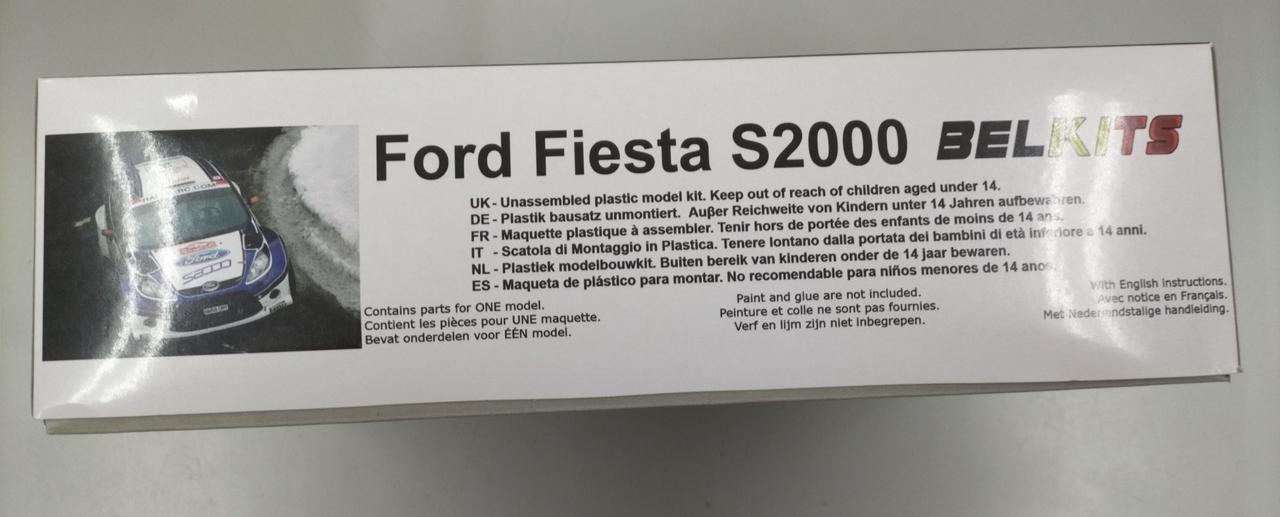 Ford Fiesta S2000 BELKITS
UK - Unassembled plastic model kit. Keep out of reach of children aged under 14.
DE - Plastik bausatz unmontiert. Außer Reichweite von Kindern unter 14 Jahren aufbewahren.
FR - Maquette plastique à assembler. Tenir hors de portée des enfants de moins de 14 ans.
IT - Scatola di Montaggio in Plastica. Tenere lontano dalla portata dei bambini di età inferiore a 14 anni.
NL - Plastiek modelbouwkit. Buiten bereik van kinderen onder de 14 jaar bewaren.
ES - Maqueta de plástico para montar. No recomendable para niños menores de 14 anos.
Contains parts for ONE model.
Contient les pièces pour UNE maquette.
Bevat onderdelen voor ÉÉN model.
Paint and glue are not included.
Peinture et colle ne sont pas fournies.
Verf en lijm zijn niet inbegrepen.
With English instructions.
Avec notice en Français.
Met Nederlandstalige handleiding.
Ford
S2000